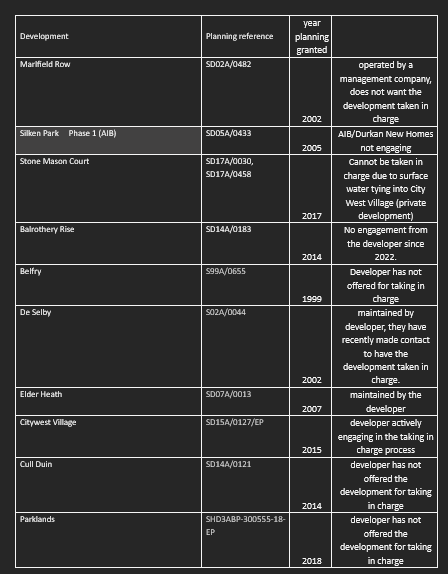 Development Planning reference year planning granted
Marlfield Row SD02A/0482 2002 operated by a management company, does not want the development taken in charge
Silken Park Phase 1 (AIB) SD05A/0433 2005 AIB/Durkan New Homes not engaging
Stone Mason Court SD17A/0030, SD17A/0458 2017 Cannot be taken in charge due to surface water tying into City West Village (private development)
Balrothery Rise SD14A/0183 2014 No engagement from the developer since 2022.
Belfry S99A/0655 1999 Developer has not offered for taking in charge
De Selby S02A/0044 2002 maintained by developer, they have recently made contact to have the development taken in charge.
Elder Heath SD07A/0013 2007 maintained by the developer
Citywest Village SD15A/0127/EP 2015 developer actively engaging in the taking in charge process
Cull Duin SD14A/0121 2014 developer has not offered the development for taking in charge
Parklands SHD3ABP-300555-18-EP 2018 developer has not offered the development for taking in charge